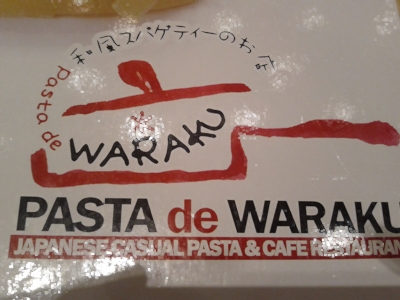 和風スパゲティーのお店
Pasta de
WARAKU
PASTA de WARAKU
JAPANESE CASUAL PASTA & CAFE RESTAURAN